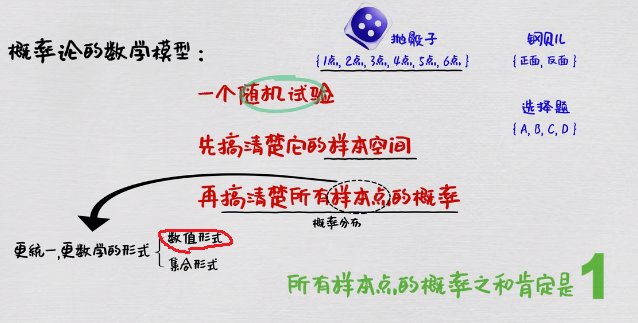 抛骰子
{1点, 2点, 3点, 4点, 5点, 6点}
钢镚儿
{正面, 反面}
概率论的数学模型：
一个随机试验
选择题
{A, B, C, D}
先搞清楚它的样本空间
再搞清楚所有样本点的概率
概率分布
更统一,更数学的形式
数值形式
集合形式
所有样本点的概率之和肯定是1